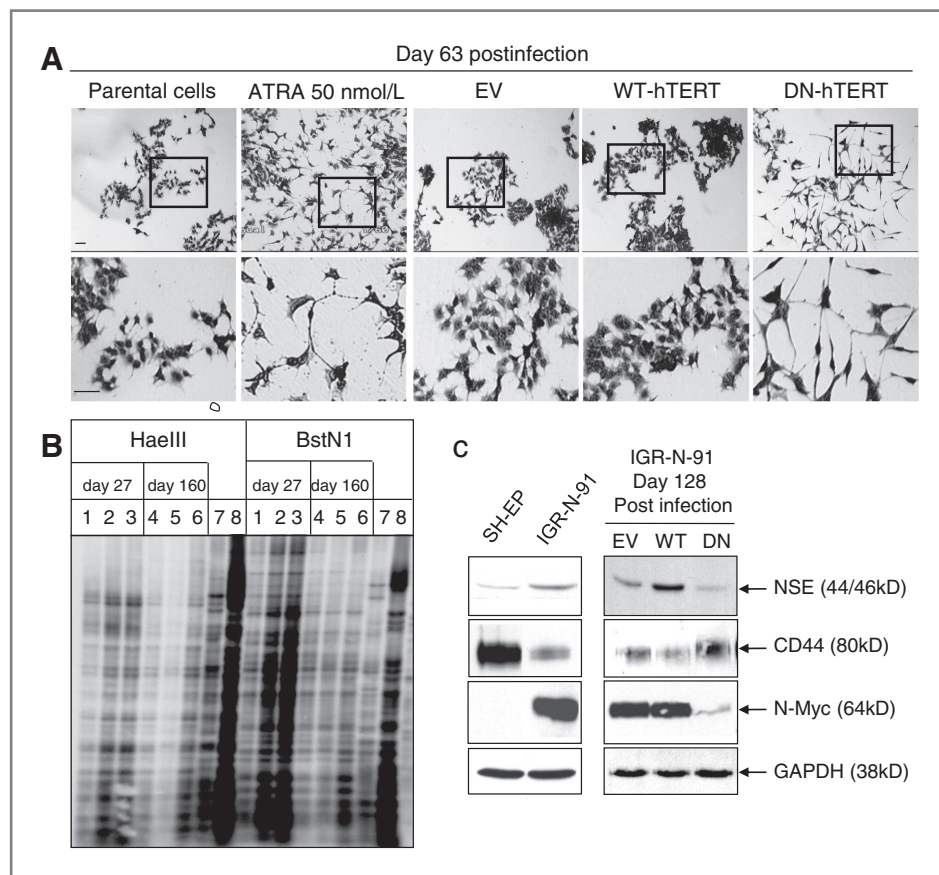 A
Day 63 postinfection
Parental cells ATRA 50 nmol/L EV WT-hTERT DN-hTERT
B
HaeIII BstN1
day 27 day 160 day 27 day 160
1 2 3 4 5 6 7 8 1 2 3 4 5 6 7 8
C
SH-EP IGR-N-91
IGR-N-91
Day 128
Post infection
EV WT DN
NSE (44/46kD)
CD44 (80kD)
N-Myc (64kD)
GAPDH (38kD)